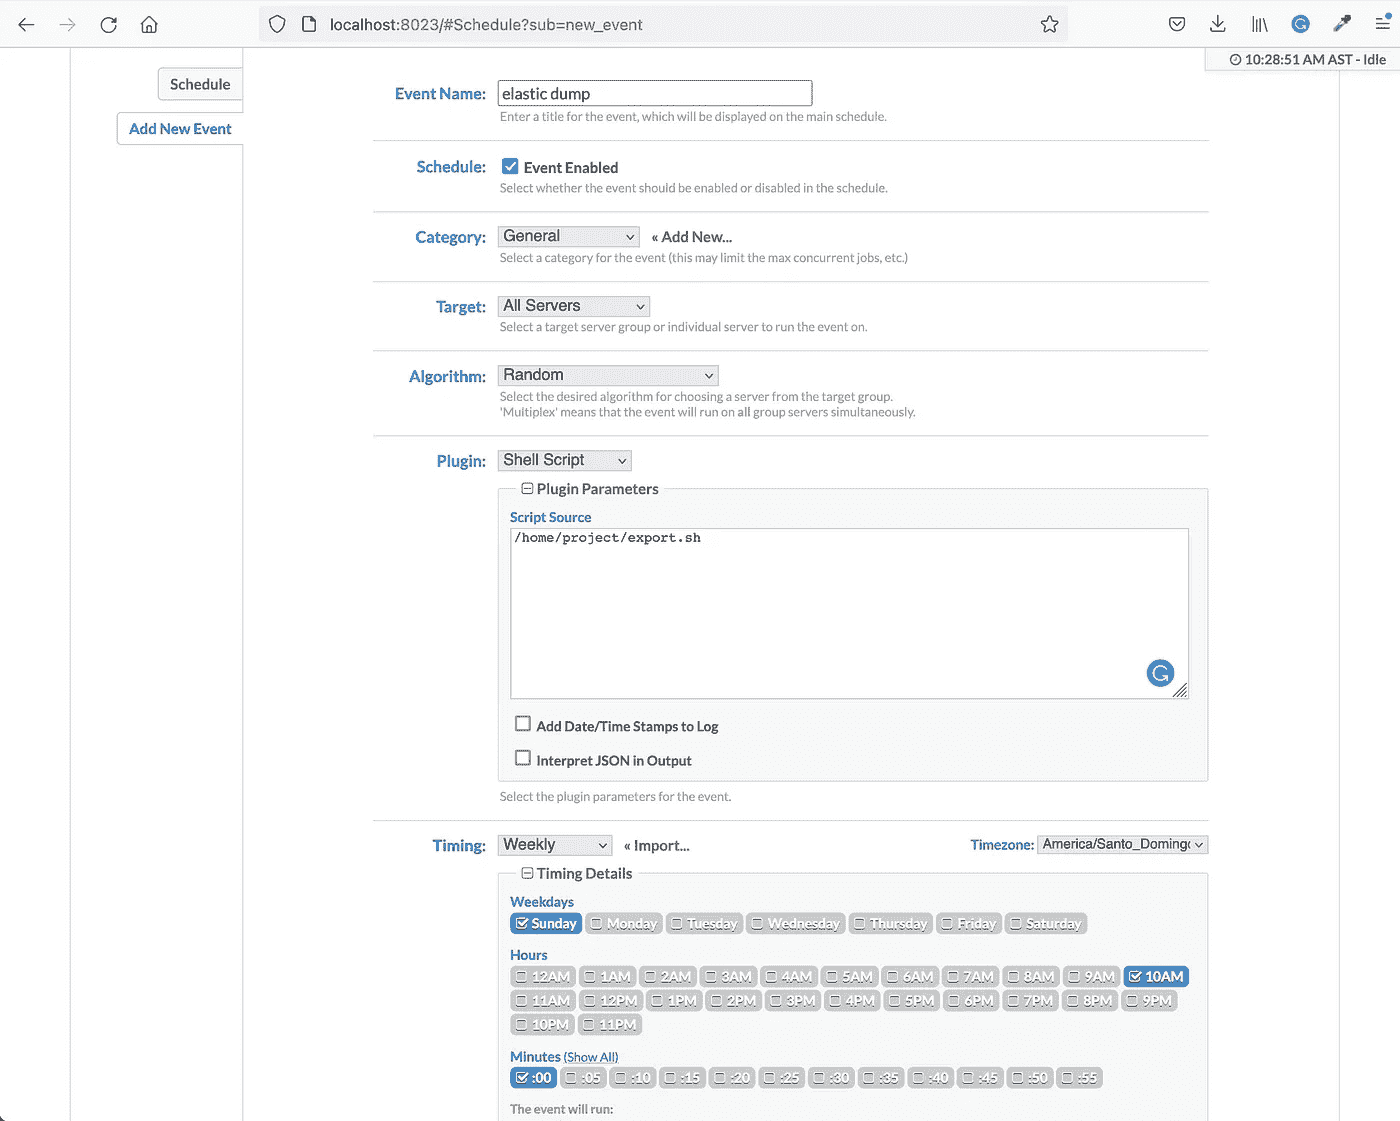 localhost:8023/#Schedule?sub=new_event
10:28:51 AM AST - Idle
Schedule
Add New Event
Event Name: elastic dump
Enter a title for the event, which will be displayed on the main schedule.
Schedule: Event Enabled
Select whether the event should be enabled or disabled in the schedule.
Category: General « Add New...
Select a category for the event (this may limit the max concurrent jobs, etc.)
Target: All Servers
Select a target server group or individual server to run the event on.
Algorithm: Random
Select the desired algorithm for choosing a server from the target group.
'Multiplex' means that the event will run on all group servers simultaneously.
Plugin: Shell Script
Plugin Parameters
Script Source
/home/project/export.sh
Add Date/Time Stamps to Log
Interpret JSON in Output
Select the plugin parameters for the event.
Timing: Weekly « Import... Timezone: America/Santo_Domingo
Timing Details
Weekdays
Sunday Monday Tuesday Wednesday Thursday Friday Saturday
Hours
12AM 1AM 2AM 3AM 4AM 5AM 6AM 7AM 8AM 9AM 10AM
11AM 12PM 1PM 2PM 3PM 4PM 5PM 6PM 7PM 8PM 9PM
10PM 11PM
Minutes (Show All)
:00 :05 :10 :15 :20 :25 :30 :35 :40 :45 :50 :55
The event will run: